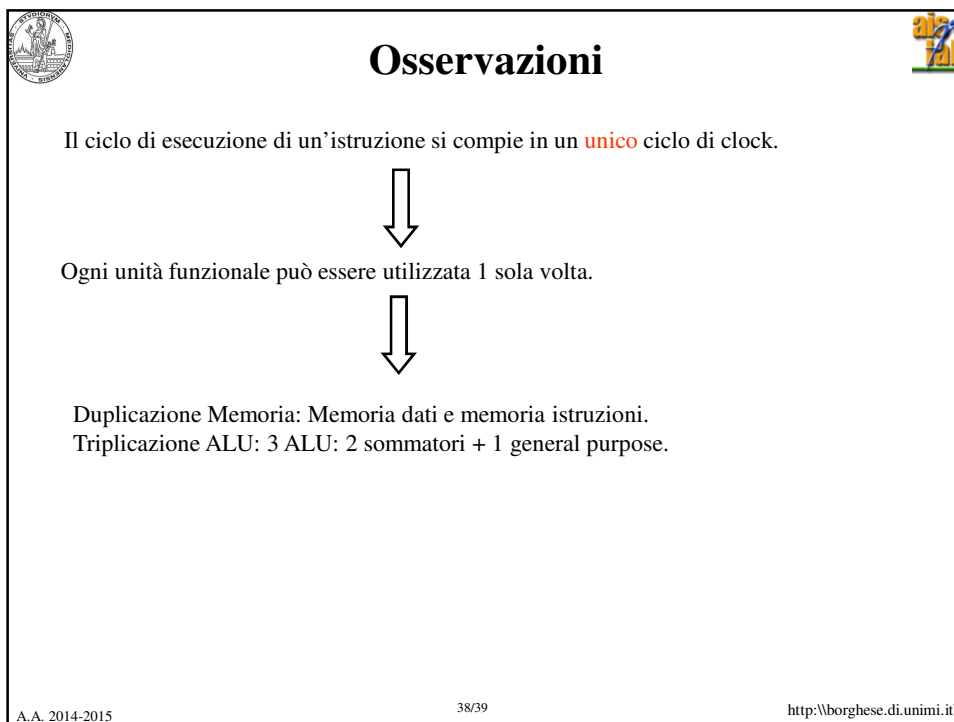 Osservazioni
Il ciclo di esecuzione di un'istruzione si compie in un unico ciclo di clock.
Ogni unità funzionale può essere utilizzata 1 sola volta.
Duplicazione Memoria: Memoria dati e memoria istruzioni.
Triplicazione ALU: 3 ALU: 2 sommatori + 1 general purpose.
A.A. 2014-2015
38/39
http:\\borghese.di.unimi.it\